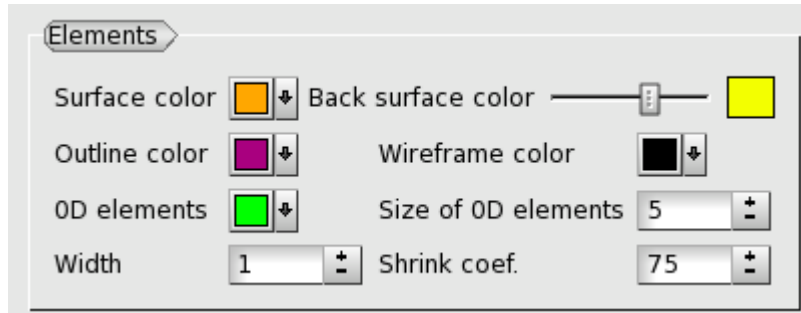 Elements
Surface color Back surface color
Outline color Wireframe color
0D elements Size of 0D elements 5
Width 1 Shrink coef. 75